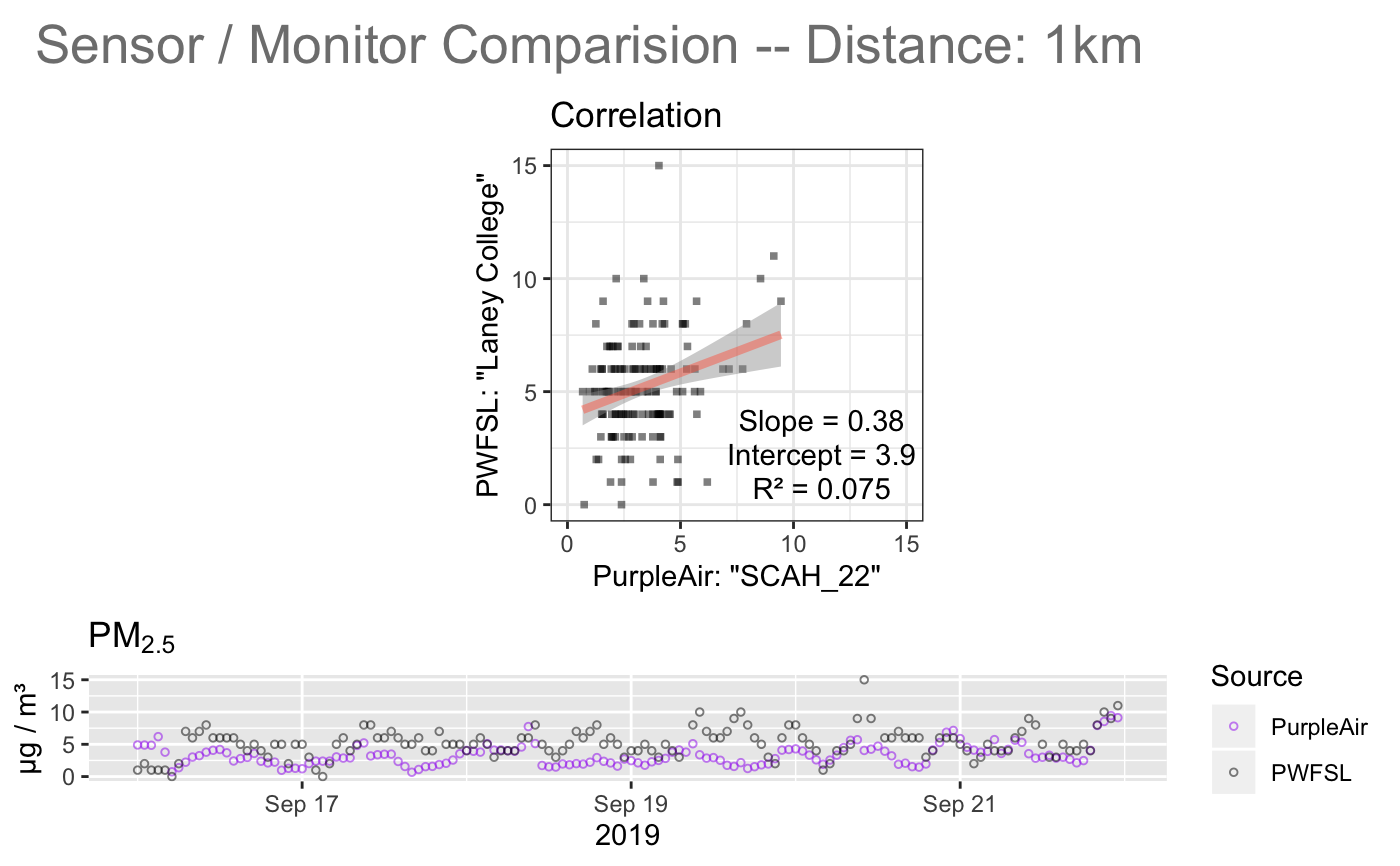 Sensor / Monitor Comparision -- Distance: 1km
Correlation
PWFSL: "Laney College"
15
10
5
0
Slope = 0.38
Intercept = 3.9
R² = 0.075
0 5 10 15
PurpleAir: "SCAH_22"
PM2.5
µg / m³
15
10
5
0
Sep 17 Sep 19 Sep 21
2019
Source
PurpleAir
PWFSL